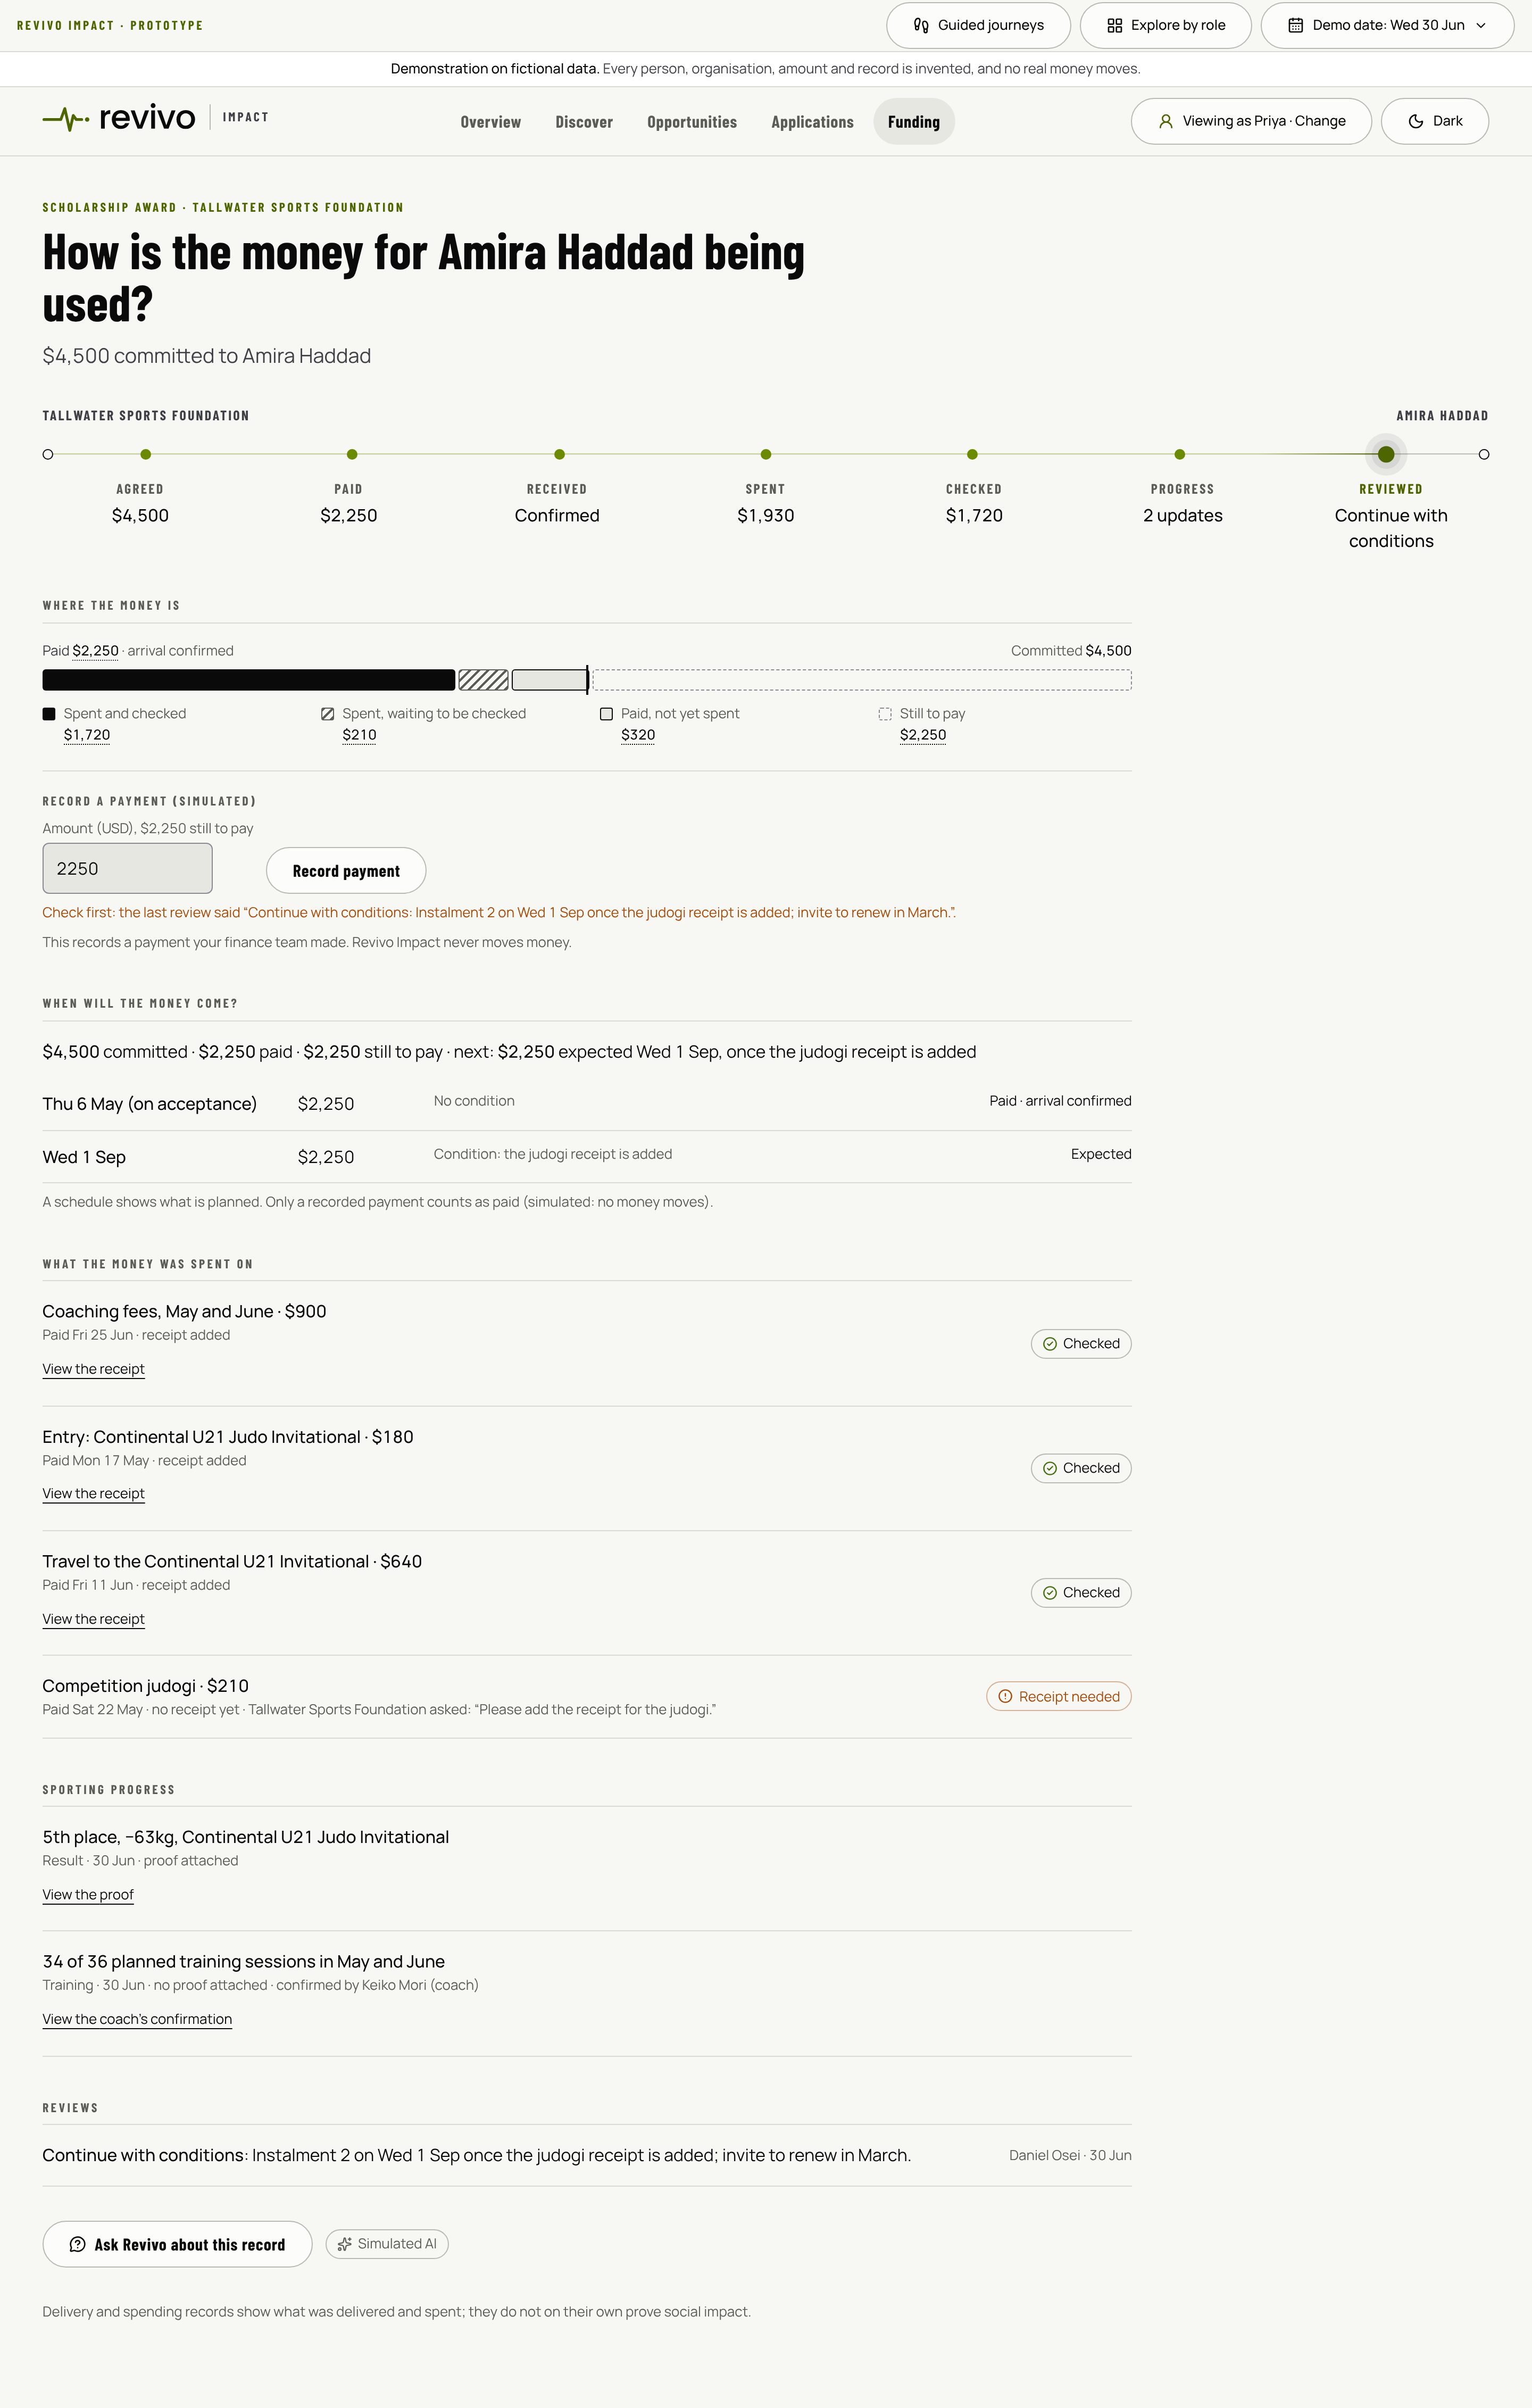 REVIVO IMPACT · PROTOTYPE
Guided journeys
Explore by role
Demo date: Wed 30 Jun
Demonstration on fictional data. Every person, organisation, amount and record is invented, and no real money moves.
revivo
IMPACT
Overview
Discover
Opportunities
Applications
Funding
Viewing as Priya · Change
Dark
SCHOLARSHIP AWARD · TALLWATER SPORTS FOUNDATION
How is the money for Amira Haddad being
used?
$4,500 committed to Amira Haddad
TALLWATER SPORTS FOUNDATION
AMIRA HADDAD
AGREED
$4,500
PAID
$2,250
RECEIVED
Confirmed
SPENT
$1,930
CHECKED
$1,720
PROGRESS
2 updates
REVIEWED
Continue with
conditions
WHERE THE MONEY IS
Paid $2,250 · arrival confirmed
Committed $4,500
Spent and checked
$1,720
Spent, waiting to be checked
$210
Paid, not yet spent
$320
Still to pay
$2,250
RECORD A PAYMENT (SIMULATED)
Amount (USD), $2,250 still to pay
2250
Record payment
Check first: the last review said “Continue with conditions: Instalment 2 on Wed 1 Sep once the judogi receipt is added; invite to renew in March.”.
This records a payment your finance team made. Revivo Impact never moves money.
WHEN WILL THE MONEY COME?
$4,500 committed · $2,250 paid · $2,250 still to pay · next: $2,250 expected Wed 1 Sep, once the judogi receipt is added
Thu 6 May (on acceptance)
$2,250
No condition
Paid · arrival confirmed
Wed 1 Sep
$2,250
Condition: the judogi receipt is added
Expected
A schedule shows what is planned. Only a recorded payment counts as paid (simulated: no money moves).
WHAT THE MONEY WAS SPENT ON
Coaching fees, May and June · $900
Paid Fri 25 Jun · receipt added
View the receipt
Checked
Entry: Continental U21 Judo Invitational · $180
Paid Mon 17 May · receipt added
View the receipt
Checked
Travel to the Continental U21 Invitational · $640
Paid Fri 11 Jun · receipt added
View the receipt
Checked
Competition judogi · $210
Paid Sat 22 May · no receipt yet · Tallwater Sports Foundation asked: “Please add the receipt for the judogi.”
Receipt needed
SPORTING PROGRESS
5th place, −63kg, Continental U21 Judo Invitational
Result · 30 Jun · proof attached
View the proof
34 of 36 planned training sessions in May and June
Training · 30 Jun · no proof attached · confirmed by Keiko Mori (coach)
View the coach’s confirmation
REVIEWS
Continue with conditions: Instalment 2 on Wed 1 Sep once the judogi receipt is added; invite to renew in March.
Daniel Osei · 30 Jun
Ask Revivo about this record
Simulated AI
Delivery and spending records show what was delivered and spent; they do not on their own prove social impact.